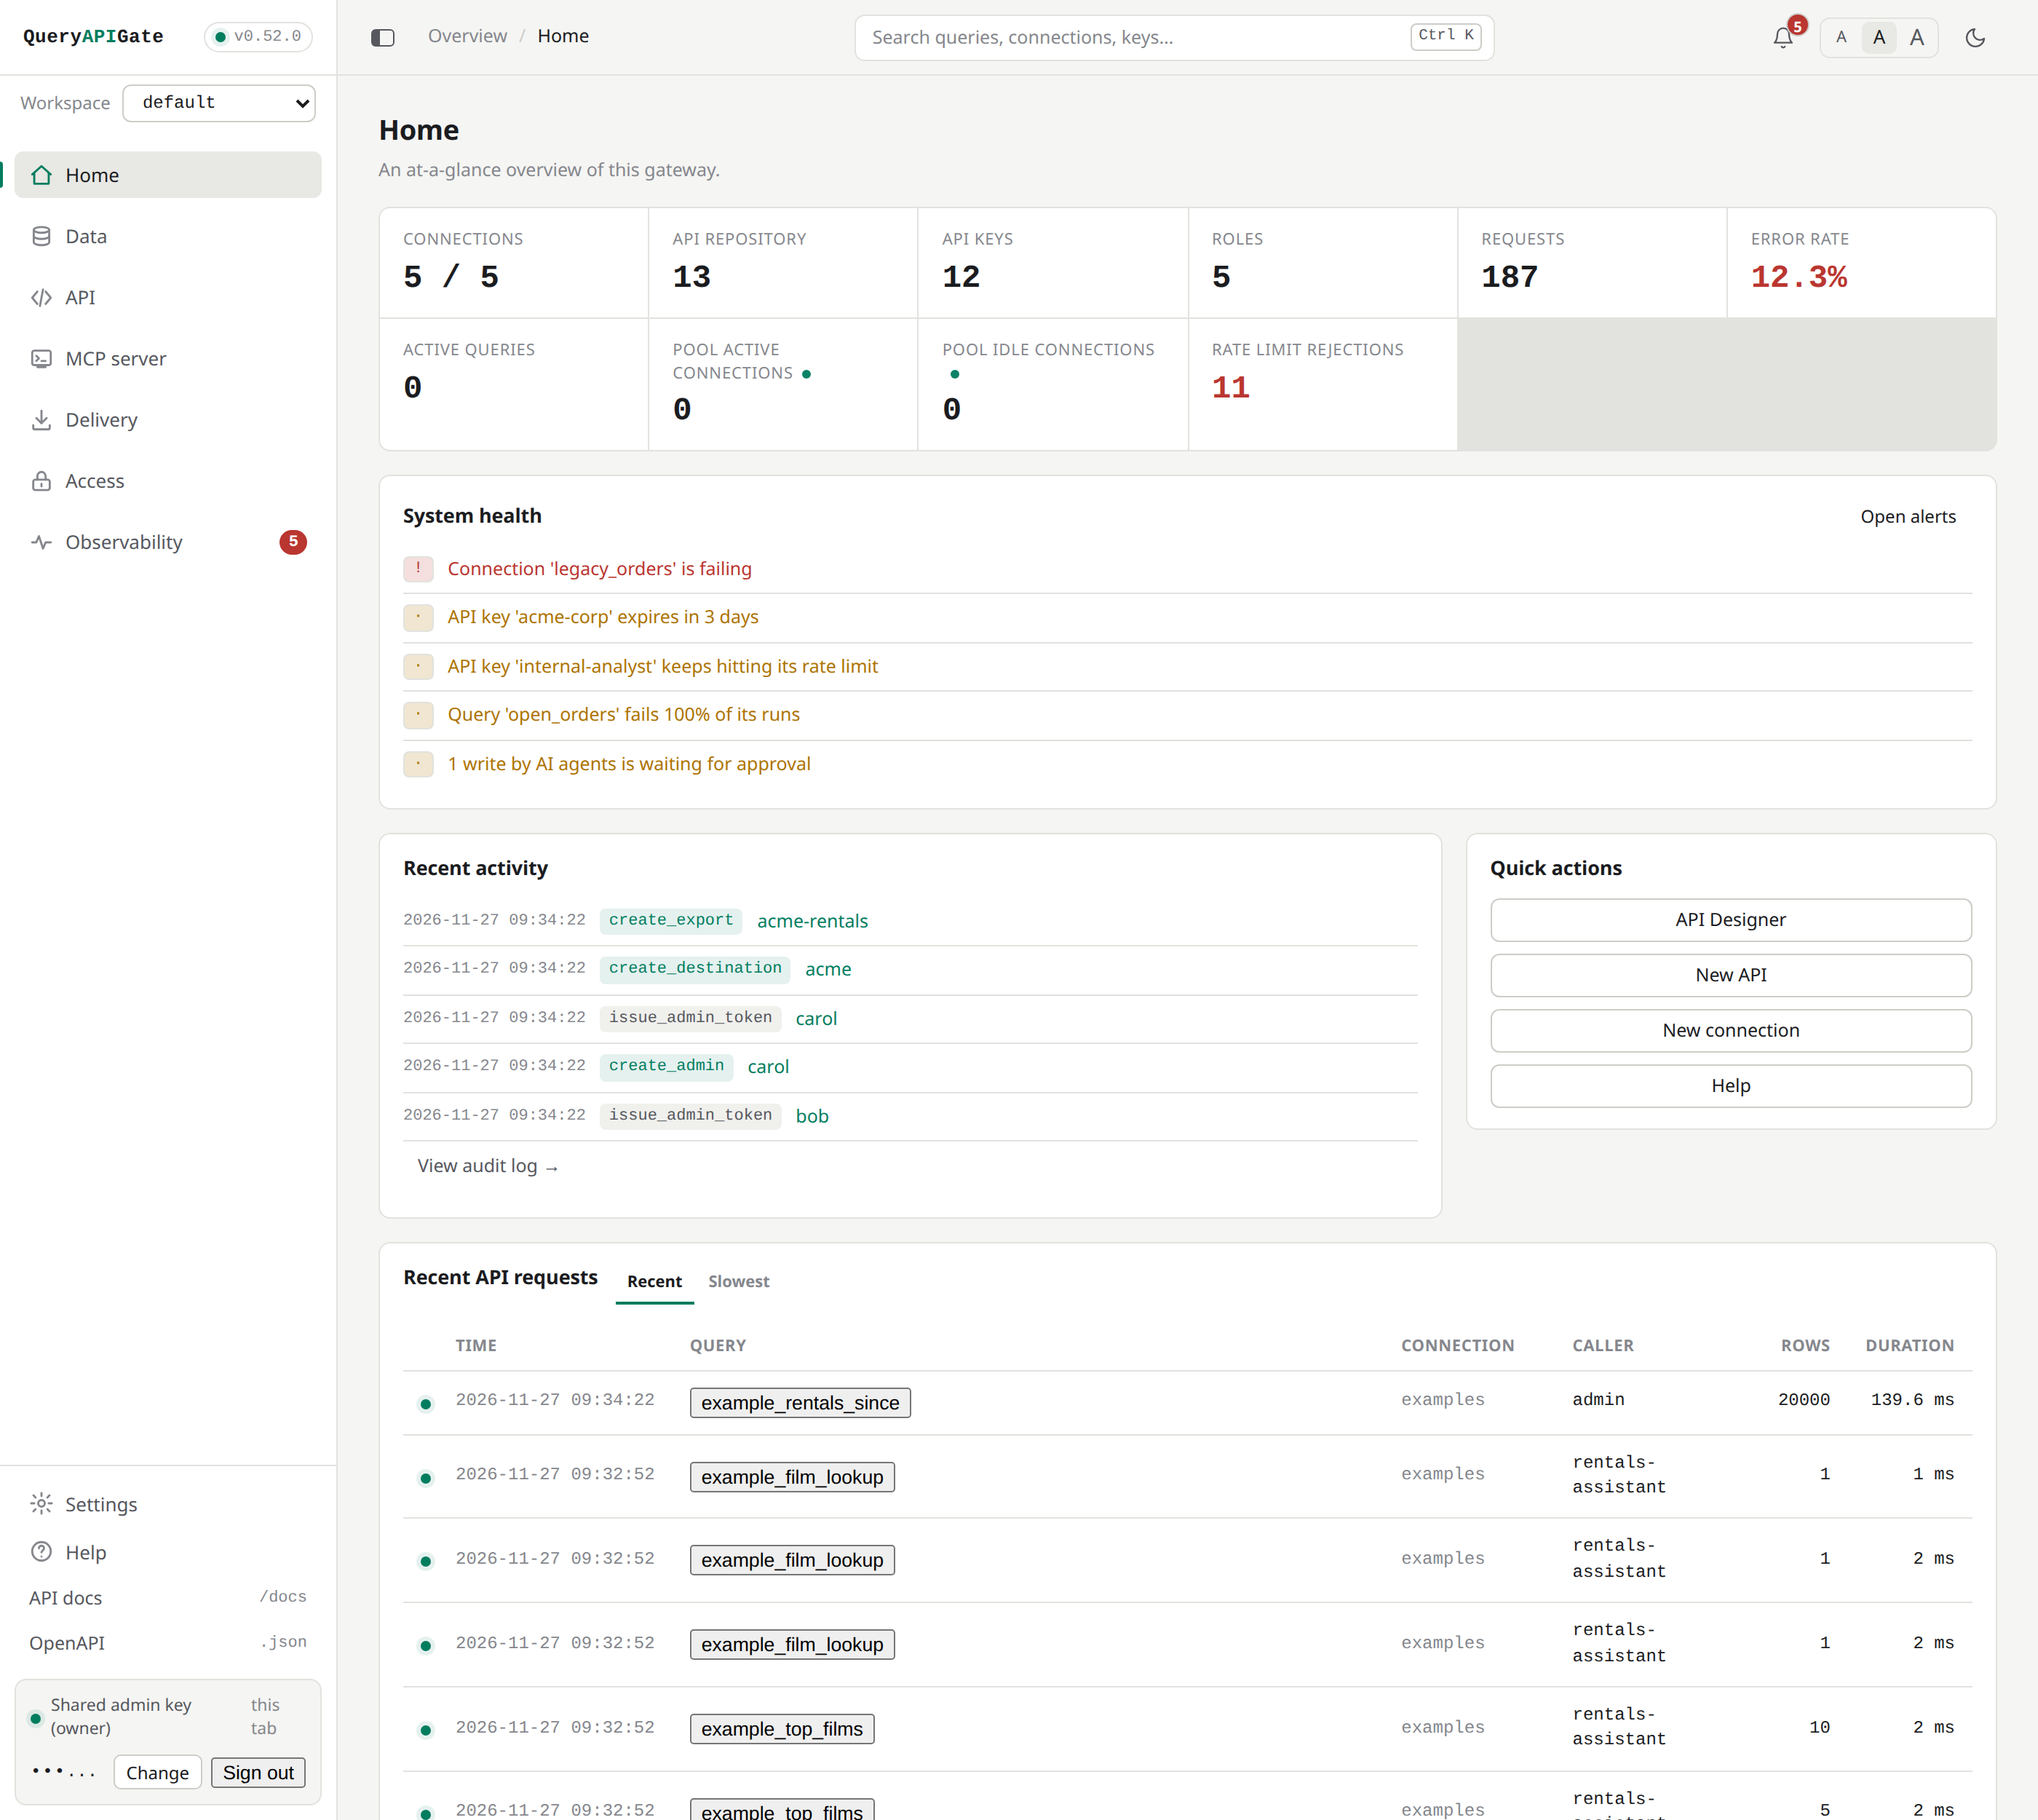 QueryAPIGate
v0.52.0
Overview / Home
Search queries, connections, keys...
Ctrl K
5
A A A
Workspace
default
Home
Data
API
MCP server
Delivery
Access
Observability
5
Settings
Help
API docs
/docs
OpenAPI
.json
Shared admin key (owner)
this tab
•••...
Change
Sign out
Home
An at-a-glance overview of this gateway.
CONNECTIONS
5 / 5
API REPOSITORY
13
API KEYS
12
ROLES
5
REQUESTS
187
ERROR RATE
12.3%
ACTIVE QUERIES
0
POOL ACTIVE
CONNECTIONS
0
POOL IDLE CONNECTIONS
0
RATE LIMIT REJECTIONS
11
System health
Open alerts
! Connection 'legacy_orders' is failing
· API key 'acme-corp' expires in 3 days
· API key 'internal-analyst' keeps hitting its rate limit
· Query 'open_orders' fails 100% of its runs
· 1 write by AI agents is waiting for approval
Recent activity
2026-11-27 09:34:22 create_export acme-rentals
2026-11-27 09:34:22 create_destination acme
2026-11-27 09:34:22 issue_admin_token carol
2026-11-27 09:34:22 create_admin carol
2026-11-27 09:34:22 issue_admin_token bob
View audit log →
Quick actions
API Designer
New API
New connection
Help
Recent API requests
Recent
Slowest
TIME QUERY CONNECTION CALLER ROWS DURATION
2026-11-27 09:34:22 example_rentals_since examples admin 20000 139.6 ms
2026-11-27 09:32:52 example_film_lookup examples rentals-assistant 1 1 ms
2026-11-27 09:32:52 example_film_lookup examples rentals-assistant 1 2 ms
2026-11-27 09:32:52 example_film_lookup examples rentals-assistant 1 2 ms
2026-11-27 09:32:52 example_top_films examples rentals-assistant 10 2 ms
2026-11-27 09:32:52 example_top_films examples rentals- 5 2 ms